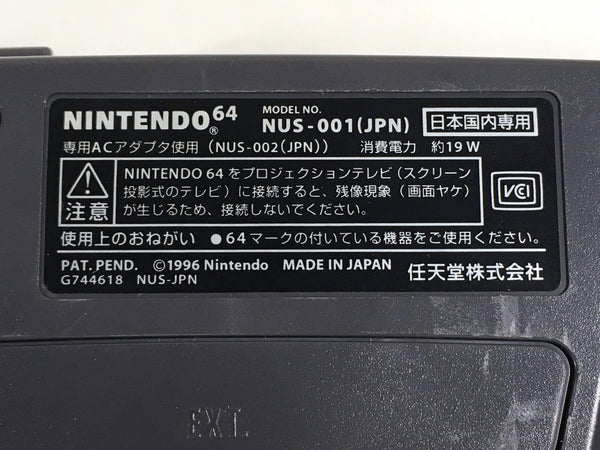 NINTENDO®64 MODEL NO. NUS-001(JPN) 日本国内専用
専用ACアダプタ使用（NUS-002(JPN)） 消費電力 約19W
注意
NINTENDO 64をプロジェクションテレビ（スクリーン
投影式のテレビ）に接続すると、残像現象（画面ヤケ）
が生じるため、接続しないでください。
VCI
使用上のおねがい ●64マークの付いている機器をご使用ください。
PAT. PEND. ©1996 Nintendo MADE IN JAPAN 任天堂株式会社
G744618 NUS-JPN
EXT.